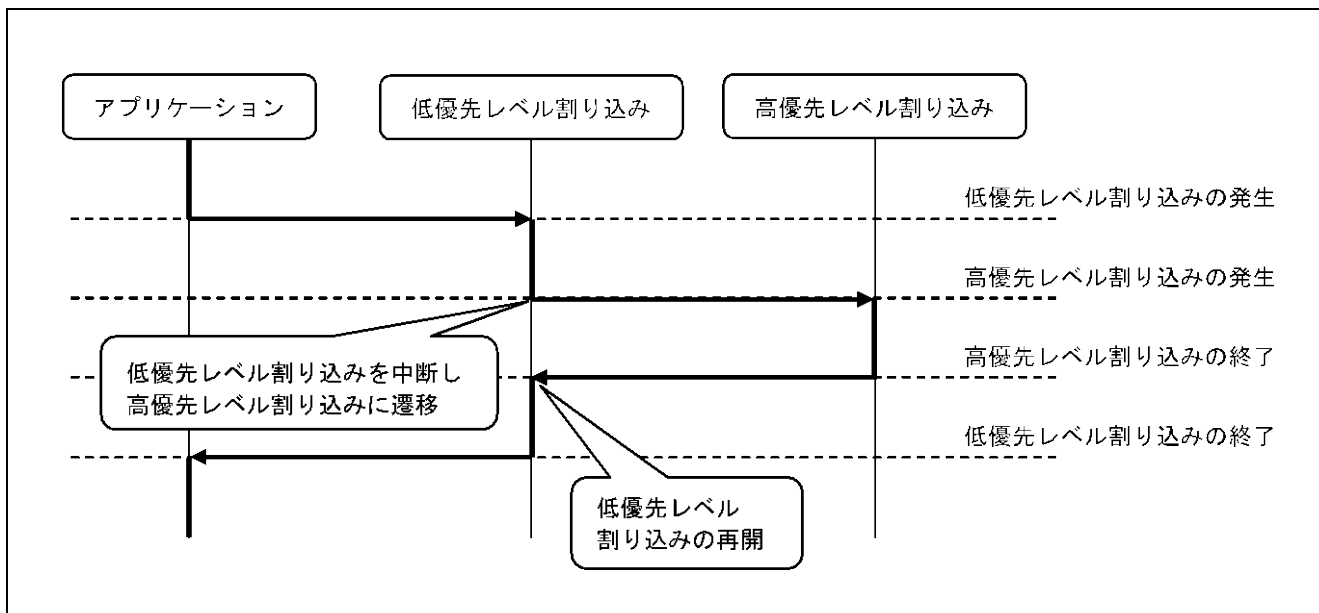 アプリケーション
低優先レベル割り込み
高優先レベル割り込み
低優先レベル割り込みの発生
高優先レベル割り込みの発生
低優先レベル割り込みを中断し
高優先レベル割り込みに遷移
高優先レベル割り込みの終了
低優先レベル割り込みの終了
低優先レベル
割り込みの再開